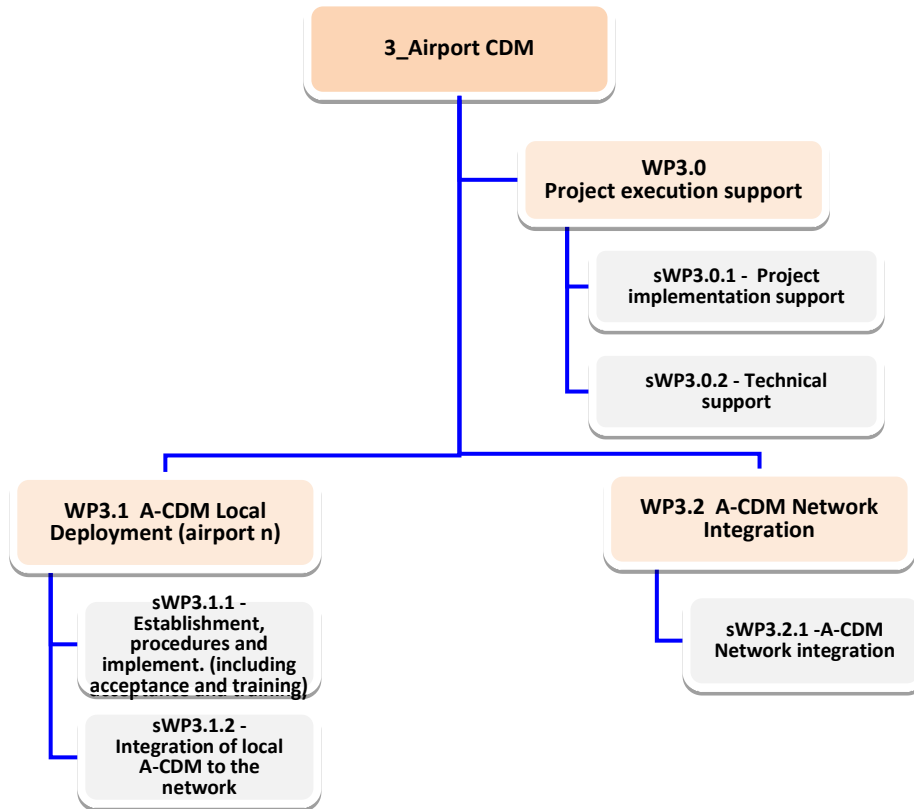 3_Airport CDM
WP3.0
Project execution support
sWP3.0.1 - Project
implementation support
sWP3.0.2 - Technical
support
WP3.1 A-CDM Local
Deployment (airport n)
sWP3.1.1 -
Establishment,
procedures and
implement. (including
acceptance and training)
sWP3.1.2 -
Integration of local
A-CDM to the
network
WP3.2 A-CDM Network
Integration
sWP3.2.1 -A-CDM
Network integration